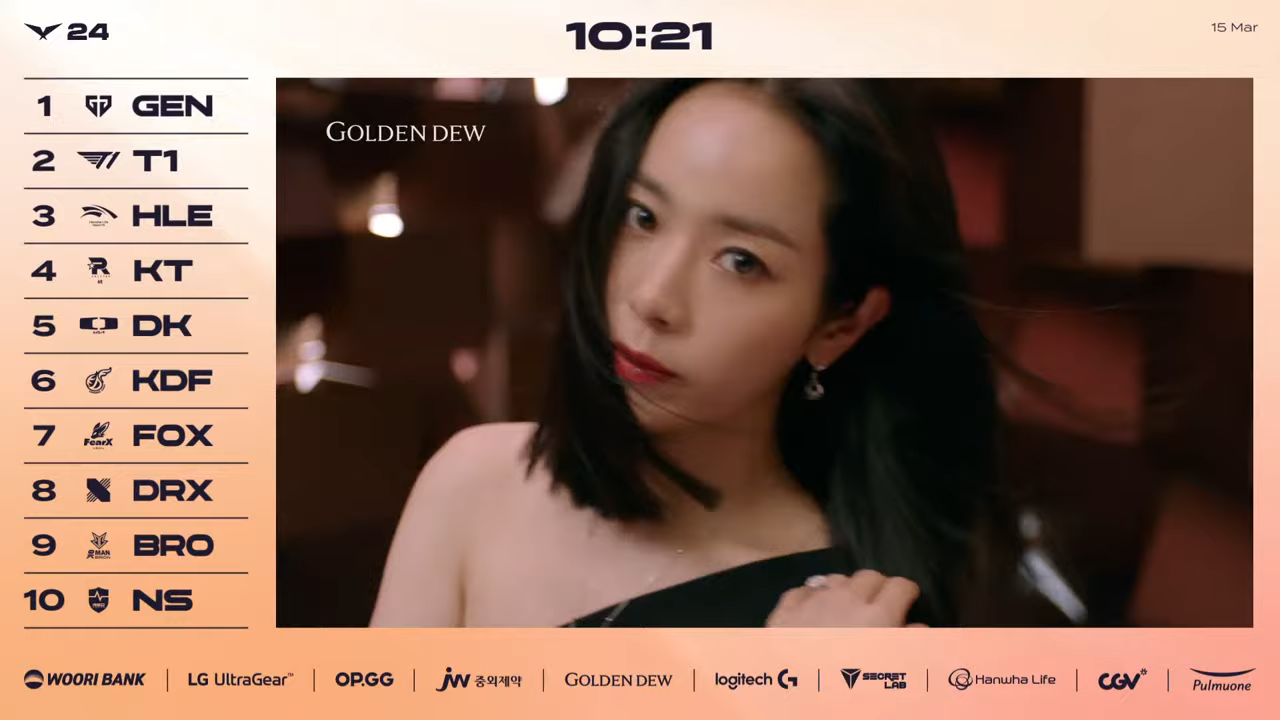 24
10:21
15 Mar
1 GEN
2 T1
3 HLE
4 KT
5 DK
6 KDF
7 FearX FOX
8 DRX
9 BRO
10 NS
GOLDEN DEW
WOORI BANK
LG UltraGear™
OP.GG
jw 중외제약
GOLDEN DEW
logitech G
SECRET LAB
Hanwha Life
CGV
Pulmuone